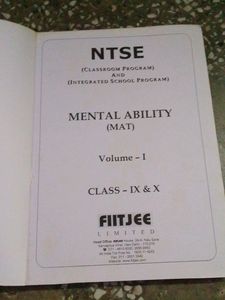 NTSE
(CLASSROOM PROGRAM)
AND
(INTEGRATED SCHOOL PROGRAM)
MENTAL ABILITY
(MAT)
Volume – I
CLASS – IX & X
FIITJEE
LIMITED